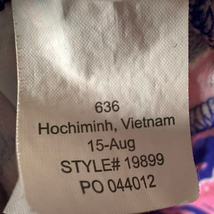 636
Hochiminh, Vietnam
15-Aug
STYLE# 19899
PO 044012